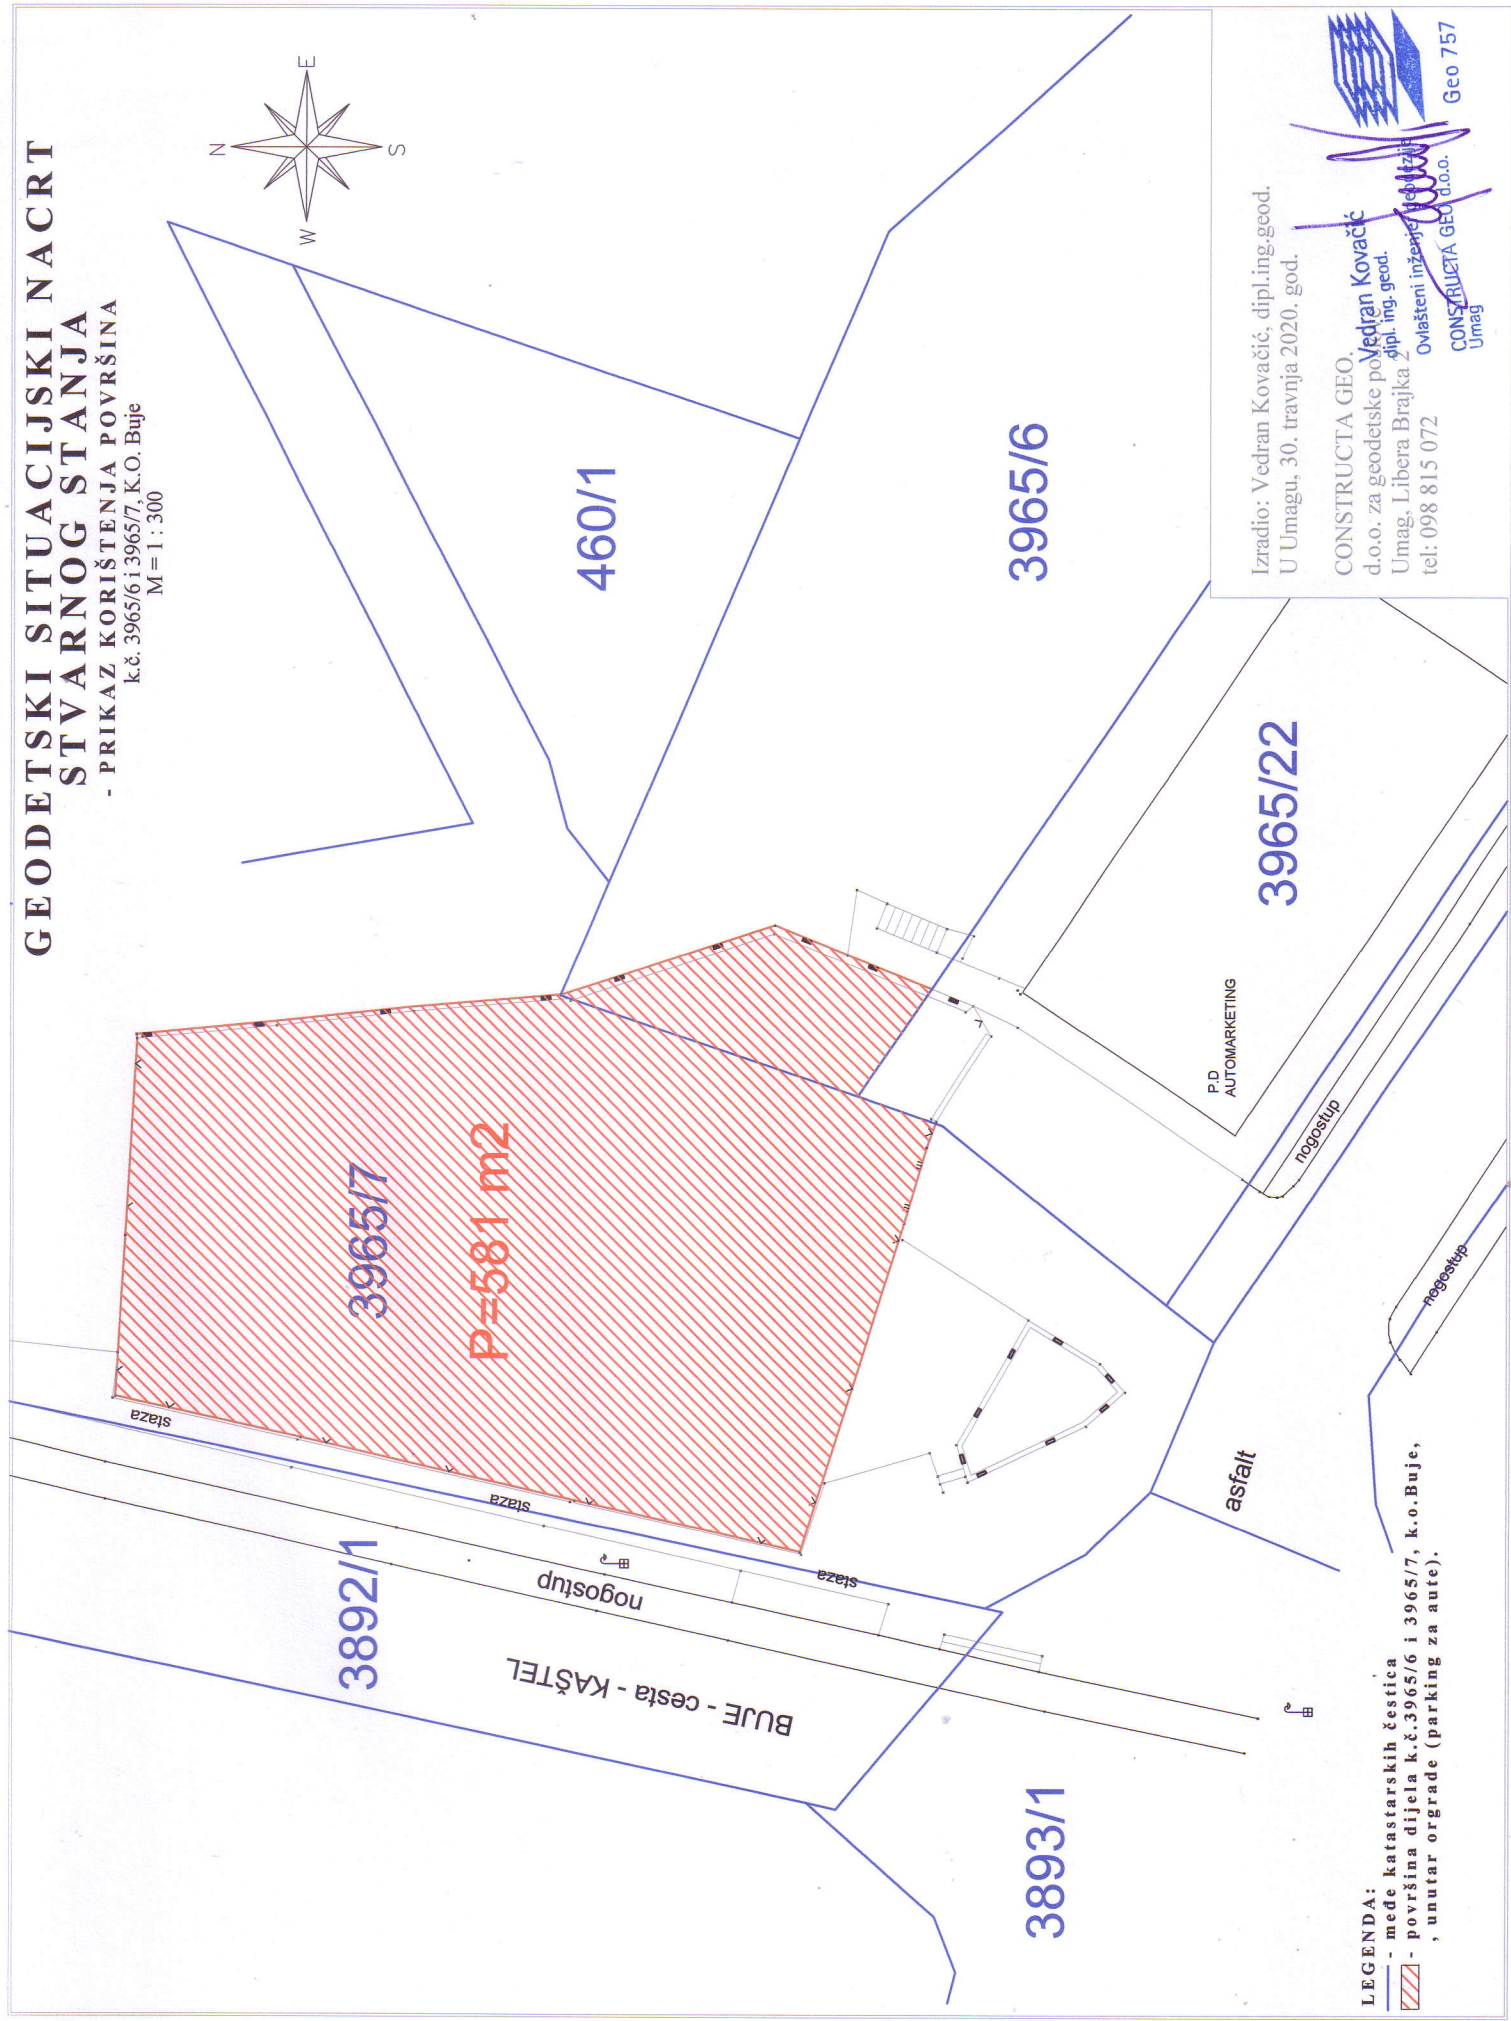 GEODETSKI SITUACIJSKI NACRT
STVARNOG STANJA
- PRIKAZ KORIŠTENJA POVRŠINA
k.č. 3965/6 i 3965/7, K.O. Buje
M = 1 : 300
N
E
S
W
460/1
3965/6
3965/7
P=581 m2
3965/22
P.D
AUTOMARKETING
nogostup
nogostup
asfalt
staza
staza
staza
nogostup
3892/1
BUJE - cesta - KAŠTEL
3893/1
LEGENDA:
- međe katastarskih čestica
- površina dijela k.č.3965/6 i 3965/7, k.o.Buje,
, unutar orgrade (parking za aute).
Izradio: Vedran Kovačić, dipl.ing.geod.
U Umagu, 30. travnja 2020. god.
CONSTRUCTA GEO.
d.o.o. za geodetske poslove
Umag, Libera Brajka 2
tel: 098 815 072
Vedran Kovačić
dipl. ing. geod.
Ovlašteni inženjer geodezije
CONSTRUCTA GEO d.o.o.
Umag
Geo 757